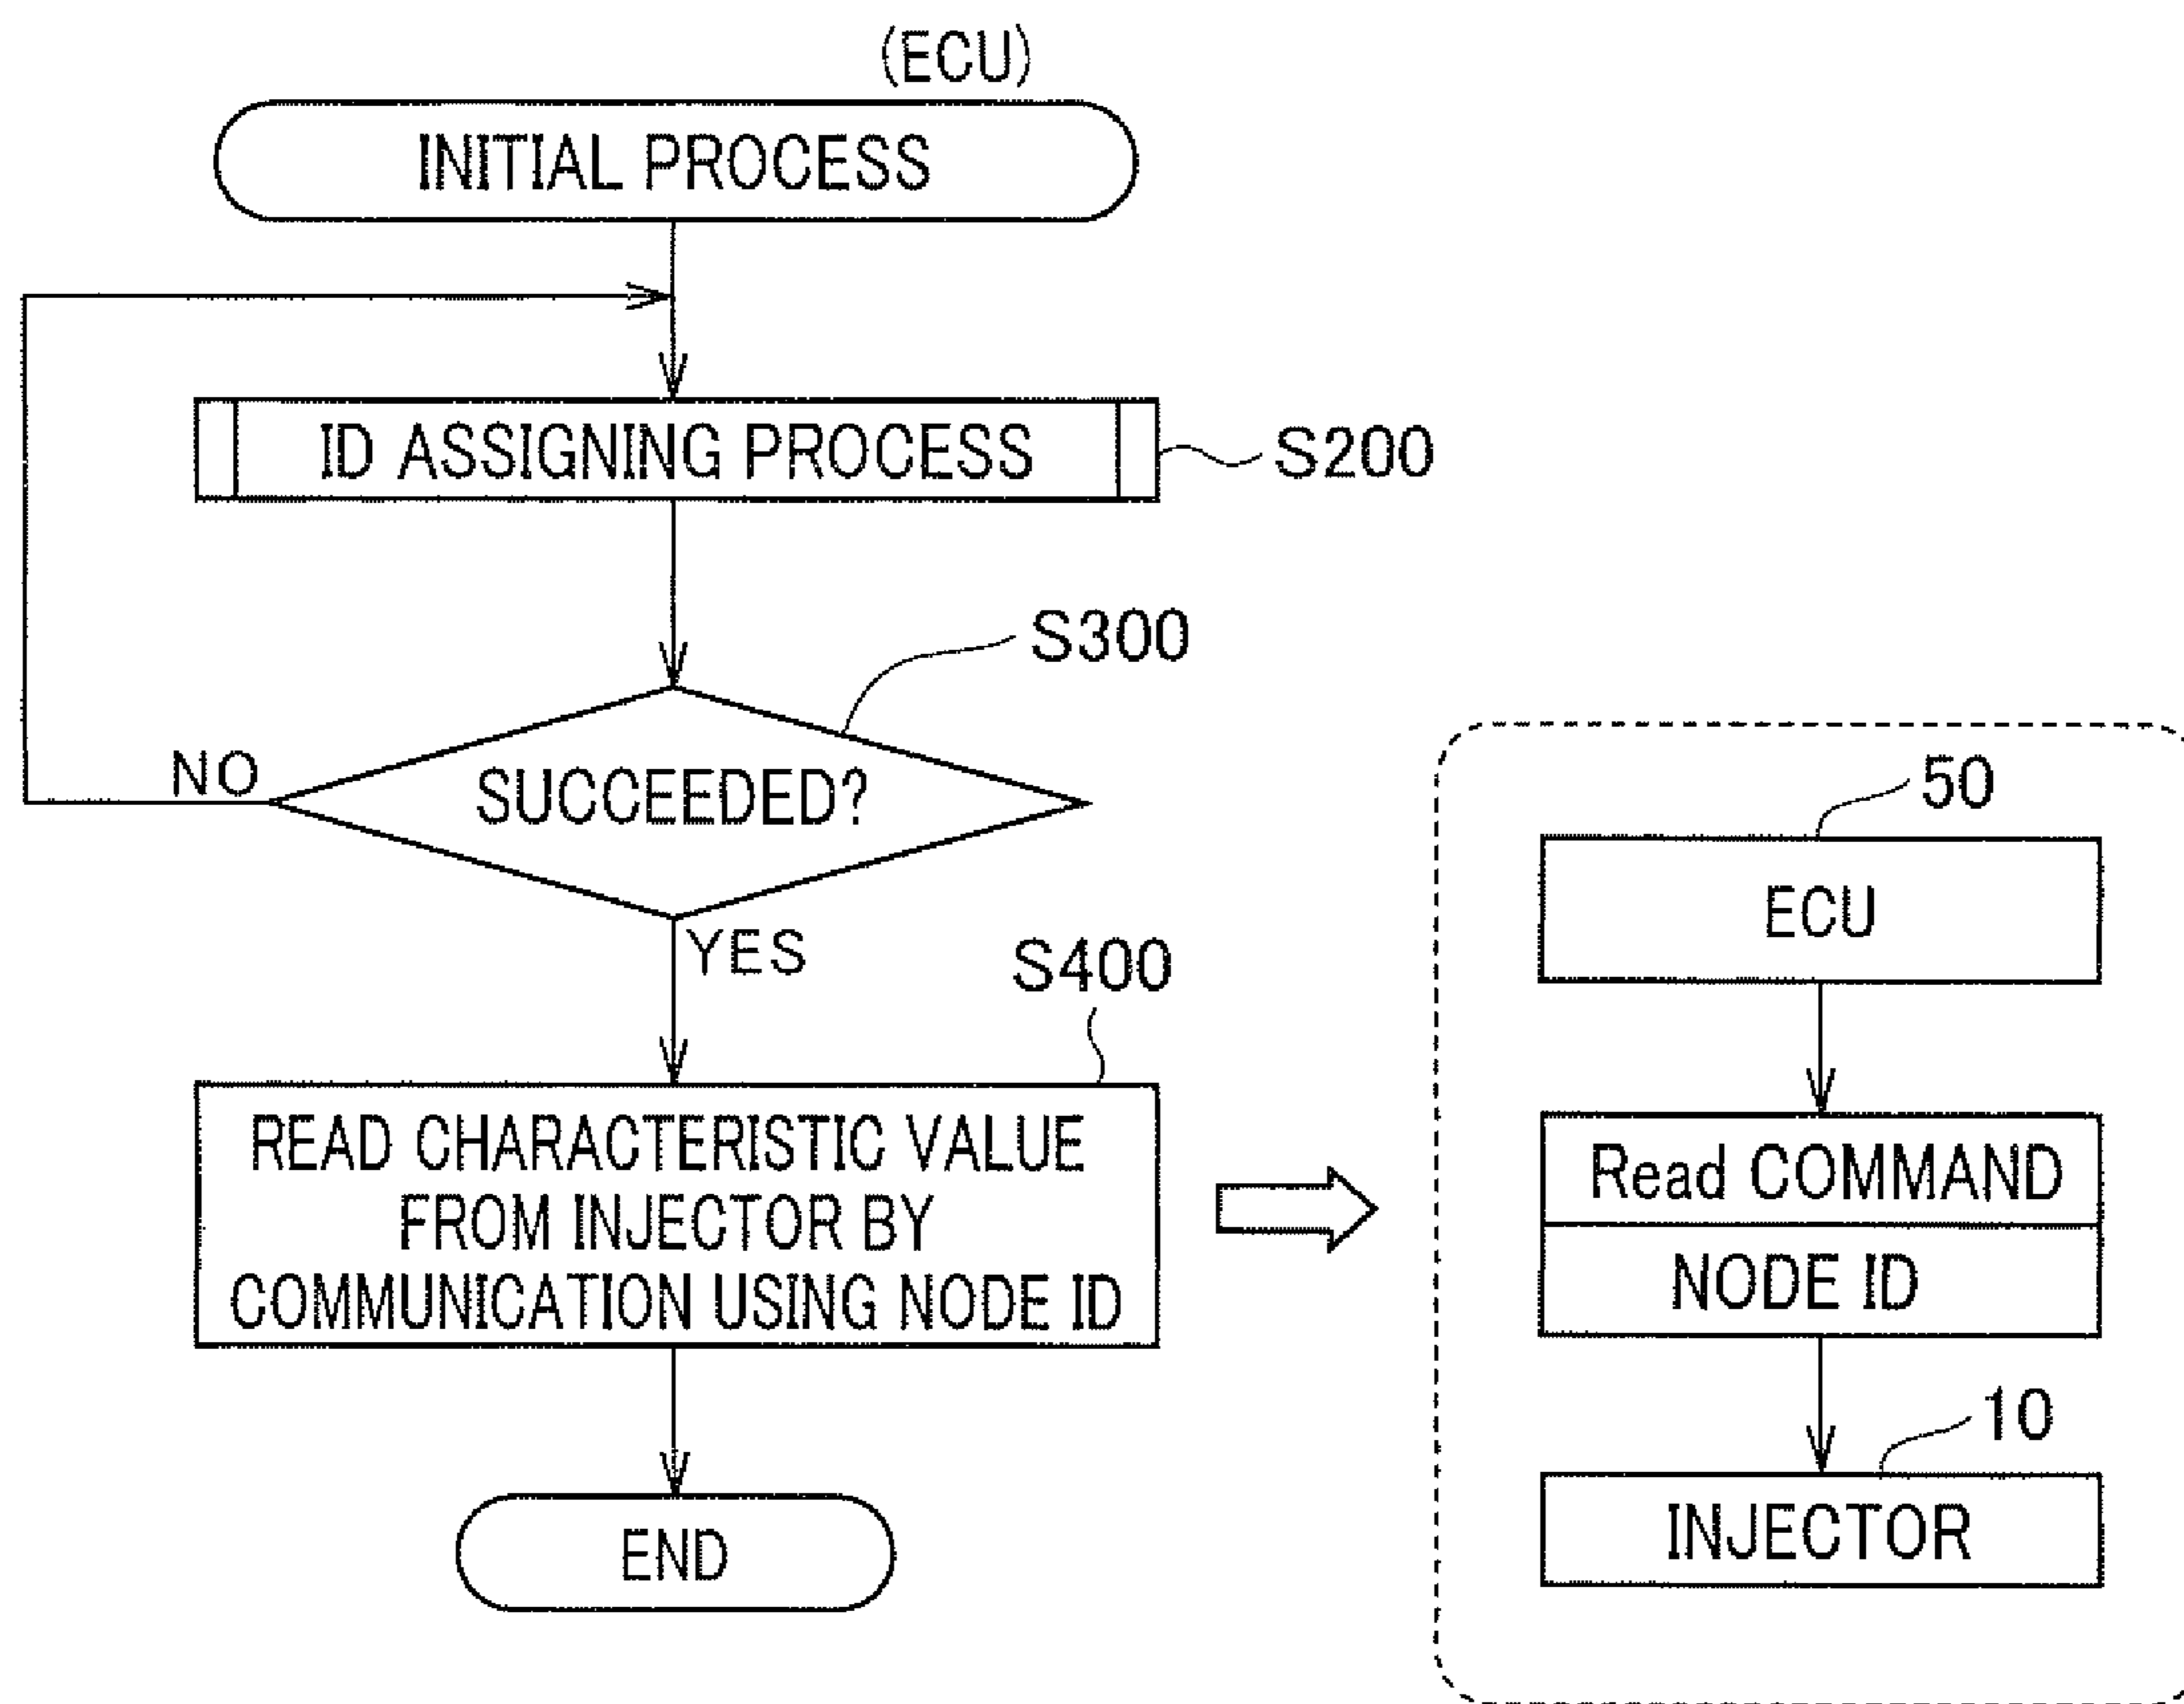 (ECU)
INITIAL PROCESS
ID ASSIGNING PROCESS
S200
S300
SUCCEEDED?
NO
YES
S400
READ CHARACTERISTIC VALUE
FROM INJECTOR BY
COMMUNICATION USING NODE ID
END
50
ECU
Read COMMAND
NODE ID
10
INJECTOR